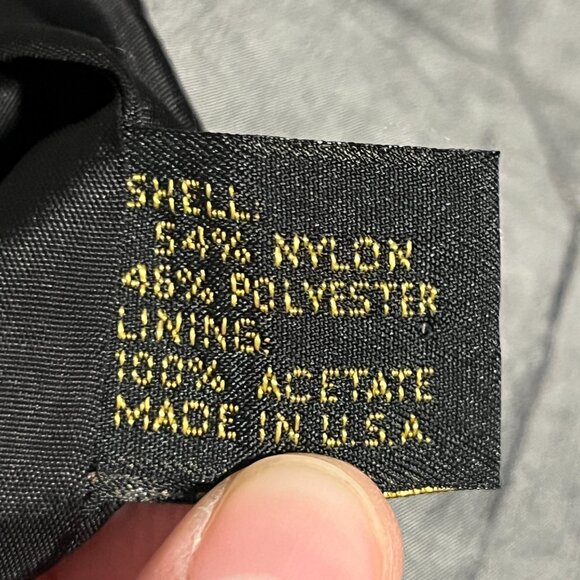 SHELL:
54% NYLON
46% POLYESTER
LINING:
100% ACETATE
MADE IN U.S.A.